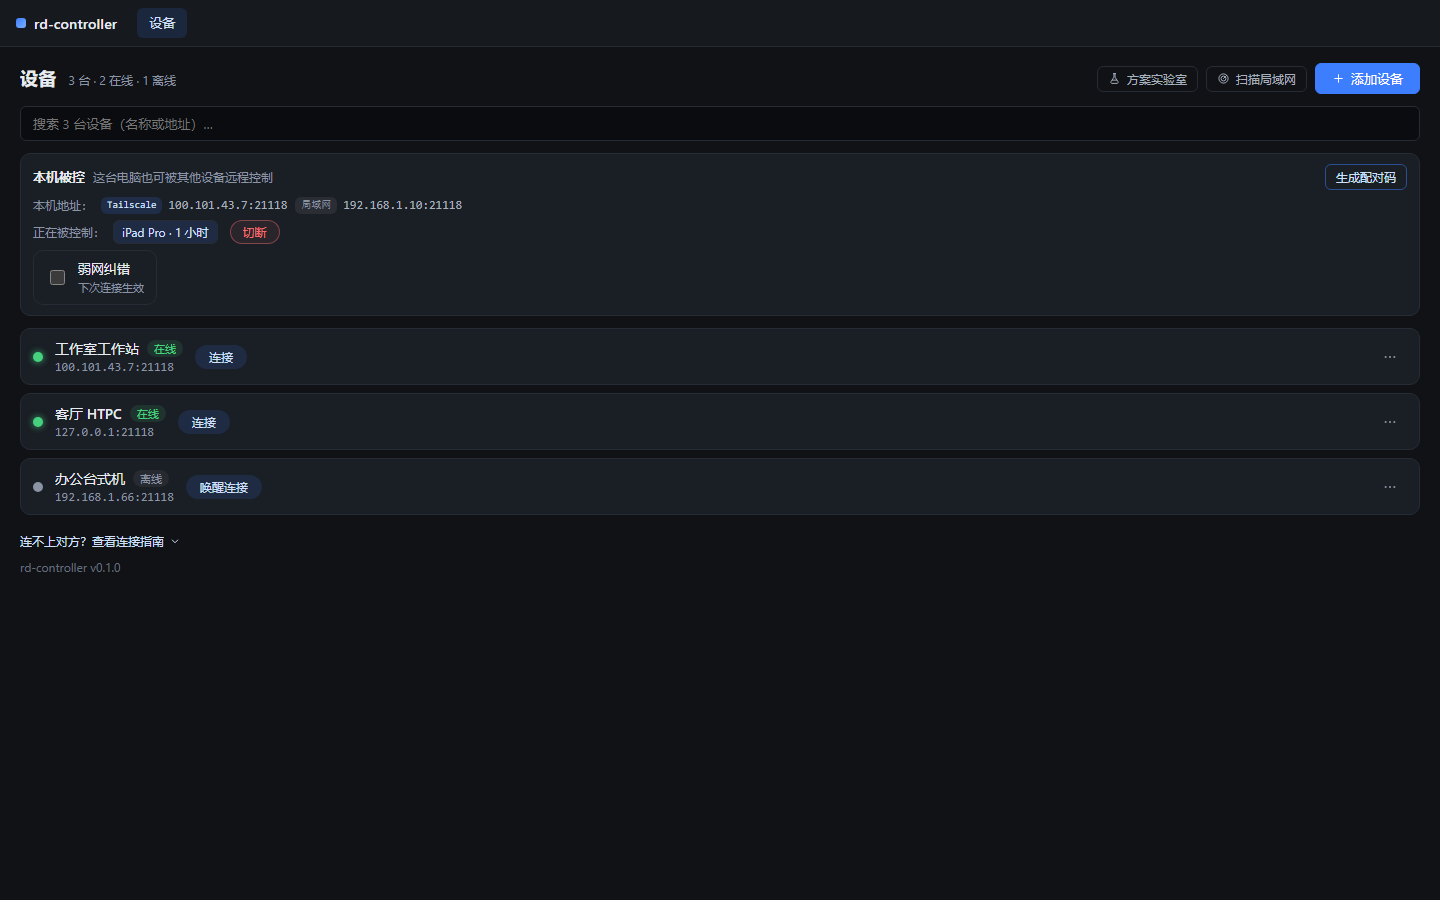 rd-controller 设备
设备 3 台 · 2 在线 · 1 离线 方案实验室 扫描局域网 + 添加设备
搜索 3 台设备（名称或地址）...
本机被控 这台电脑也可被其他设备远程控制 生成配对码
本机地址： Tailscale 100.101.43.7:21118 局域网 192.168.1.10:21118
正在被控制： iPad Pro · 1 小时 切断
弱网纠错
下次连接生效
工作室工作站 在线 连接 ...
100.101.43.7:21118
客厅 HTPC 在线 连接 ...
127.0.0.1:21118
办公台式机 离线 唤醒连接 ...
192.168.1.66:21118
连不上对方？查看连接指南
rd-controller v0.1.0